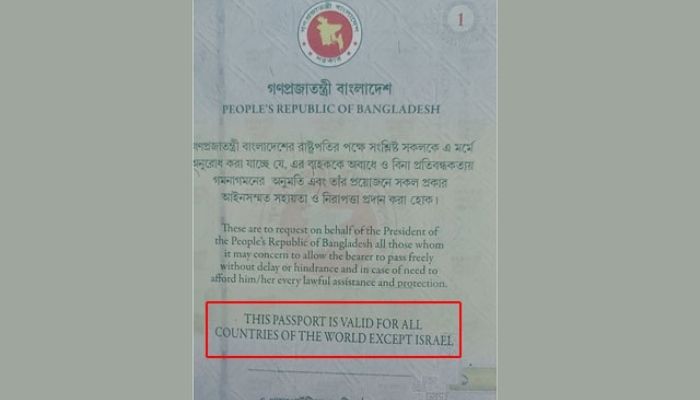 গণপ্রজাতন্ত্রী বাংলাদেশ
সরকার
1
গণপ্রজাতন্ত্রী বাংলাদেশ
PEOPLE'S REPUBLIC OF BANGLADESH
গণপ্রজাতন্ত্রী বাংলাদেশের রাষ্ট্রপতির পক্ষে সংশ্লিষ্ট সকলকে এ মর্মে
অনুরোধ করা যাচ্ছে যে, এর বাহককে অবাধে ও বিনা প্রতিবন্ধকতায়
গমনাগমনের অনুমতি এবং তাঁর প্রয়োজনে সকল প্রকার
আইনসম্মত সহায়তা ও নিরাপত্তা প্রদান করা হোক।
These are to request on behalf of the President of
the People's Republic of Bangladesh all those whom
it may concern to allow the bearer to pass freely
without delay or hindrance and in case of need to
afford him/her every lawful assistance and protection.
THIS PASSPORT IS VALID FOR ALL
COUNTRIES OF THE WORLD EXCEPT ISRAEL